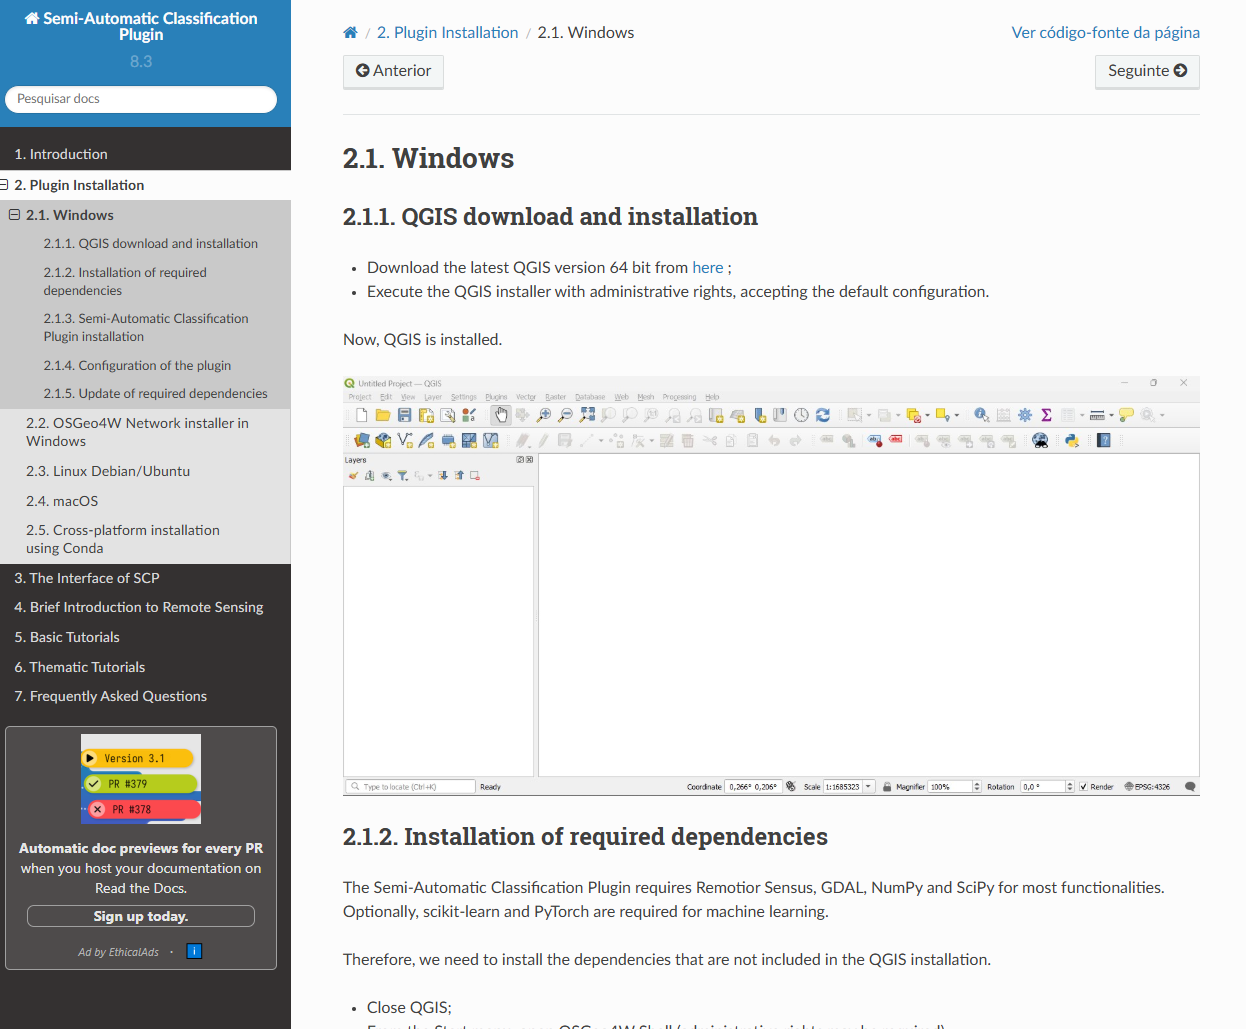 Semi-Automatic Classification
Plugin
8.3
Pesquisar docs
1. Introduction
2. Plugin Installation
2.1. Windows
2.1.1. QGIS download and installation
2.1.2. Installation of required
dependencies
2.1.3. Semi-Automatic Classification
Plugin installation
2.1.4. Configuration of the plugin
2.1.5. Update of required dependencies
2.2. OSGeo4W Network installer in
Windows
2.3. Linux Debian/Ubuntu
2.4. macOS
2.5. Cross-platform installation
using Conda
3. The Interface of SCP
4. Brief Introduction to Remote Sensing
5. Basic Tutorials
6. Thematic Tutorials
7. Frequently Asked Questions
Version 3.1
PR #379
PR #378
Automatic doc previews for every PR
when you host your documentation on
Read the Docs.
Sign up today.
Ad by EthicalAds · i
/ 2. Plugin Installation / 2.1. Windows
Ver código-fonte da página
Anterior
Seguinte
2.1. Windows
2.1.1. QGIS download and installation
• Download the latest QGIS version 64 bit from here ;
• Execute the QGIS installer with administrative rights, accepting the default configuration.
Now, QGIS is installed.
Untitled Project — QGIS
Project Edit View Layer Settings Plugins Vector Raster Database Web Mesh Processing Help
Layers
Type to locate (Ctrl+K) Ready Coordinate 0,266° 0,206° Scale 1:1685323 Magnifier 100% Rotation 0,0 ° Render EPSG:4326
2.1.2. Installation of required dependencies
The Semi-Automatic Classification Plugin requires Remotior Sensus, GDAL, NumPy and SciPy for most functionalities.
Optionally, scikit-learn and PyTorch are required for machine learning.
Therefore, we need to install the dependencies that are not included in the QGIS installation.
• Close QGIS;